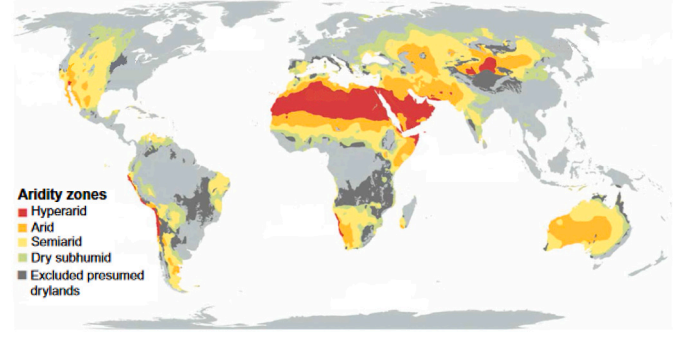 Aridity zones
Hyperarid
Arid
Semiarid
Dry subhumid
Excluded presumed
drylands